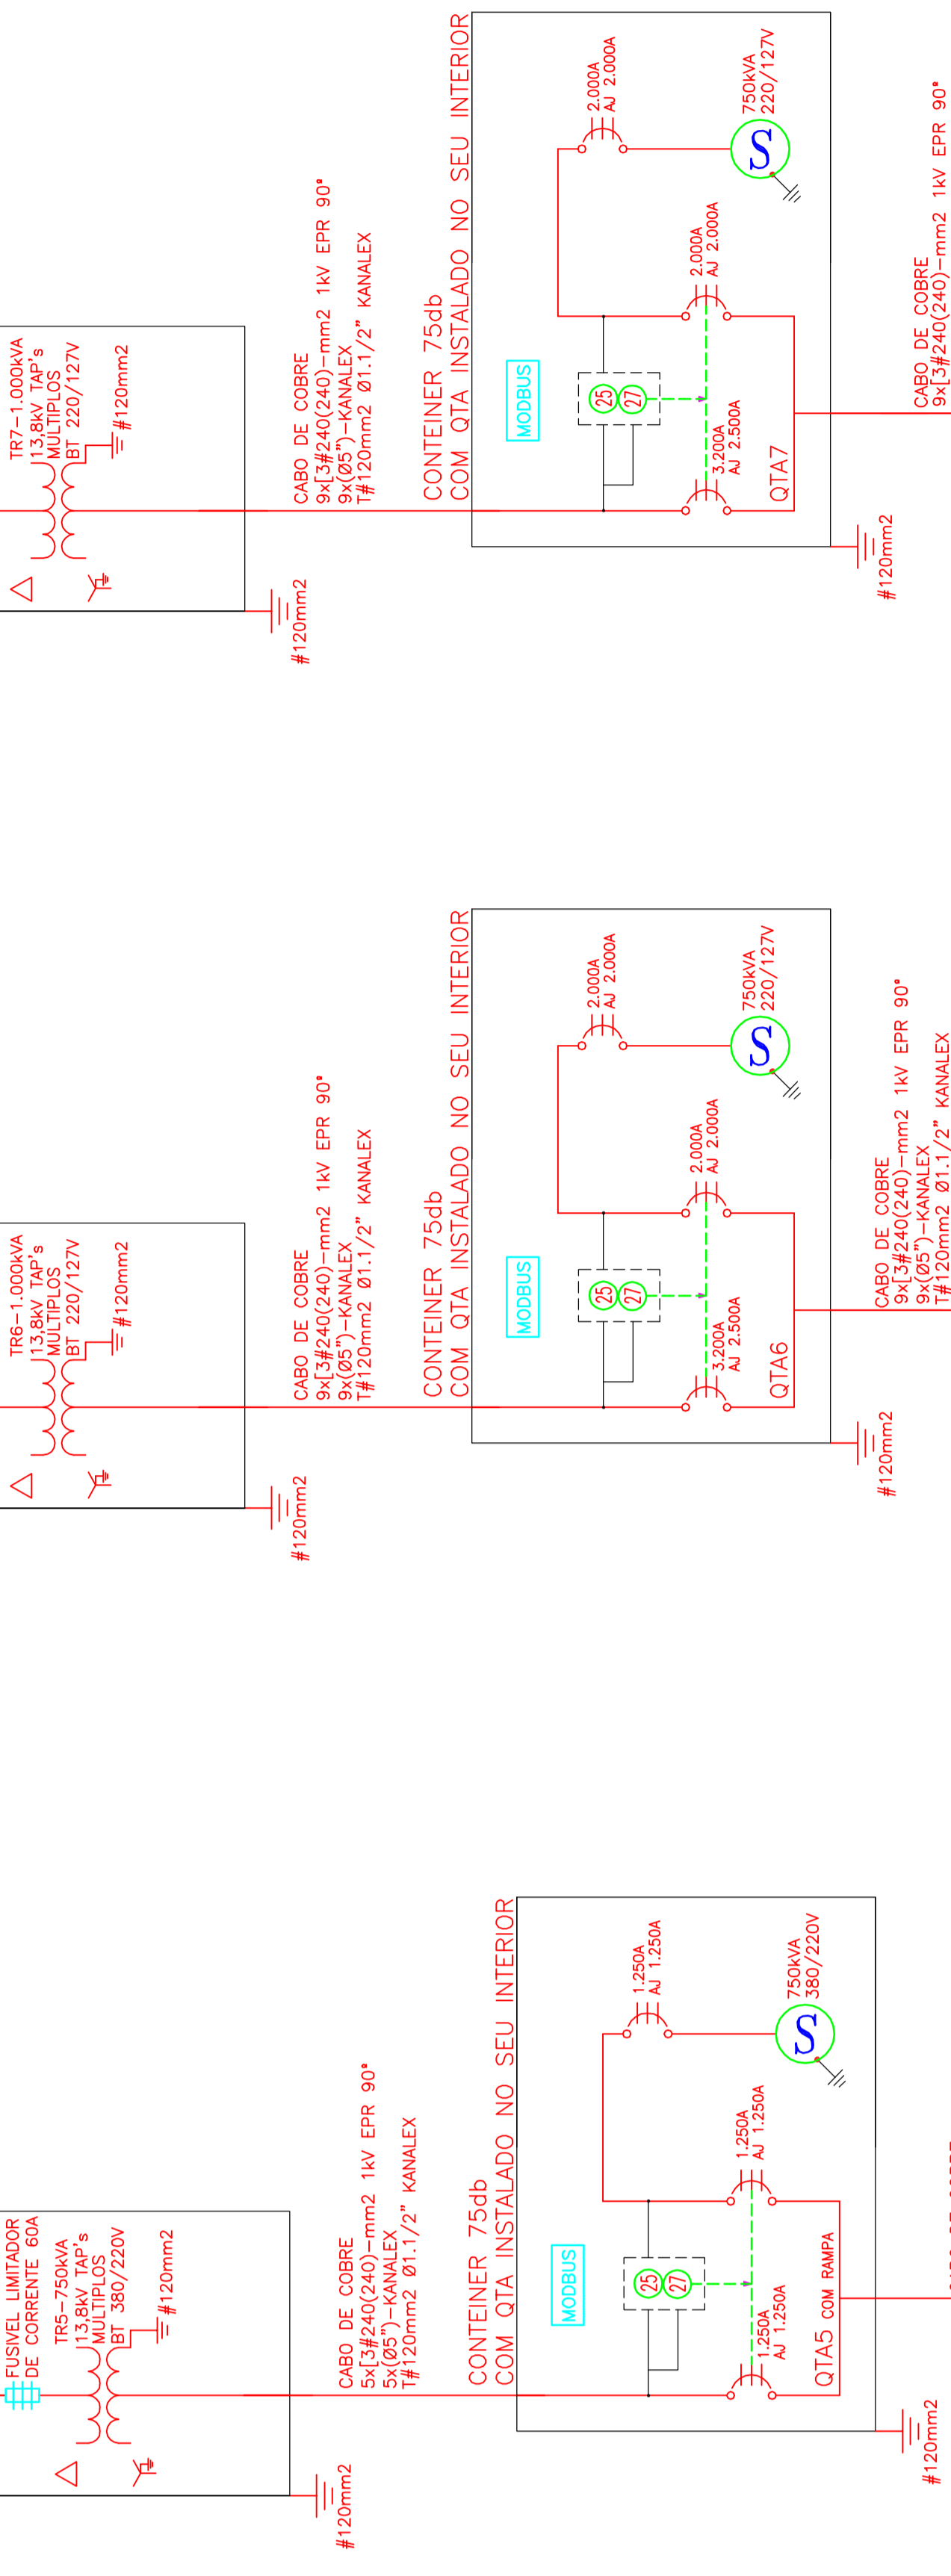 FUSIVEL LIMITADOR
DE CORRENTE 60A
TR5-750kVA
13,8kV TAP's
MULTIPLOS
BT 380/220V
#120mm2
#120mm2
CABO DE COBRE
5x[3#240(240)-mm2 1kV EPR 90°
5x(Ø5")-KANALEX
T#120mm2 Ø1.1/2" KANALEX
CONTEINER 75db
COM QTA INSTALADO NO SEU INTERIOR
MODBUS
25
27
1.250A
AJ 1.250A
1.250A
AJ 1.250A
1.250A
AJ 1.250A
S
750kVA
380/220V
QTA5 COM RAMPA
#120mm2
TR6-1.000kVA
13,8kV TAP's
MULTIPLOS
BT 220/127V
#120mm2
#120mm2
CABO DE COBRE
9x[3#240(240)-mm2 1kV EPR 90°
9x(Ø5")-KANALEX
T#120mm2 Ø1.1/2" KANALEX
CONTEINER 75db
COM QTA INSTALADO NO SEU INTERIOR
MODBUS
25
27
2.000A
AJ 2.000A
3.200A
AJ 2.500A
2.000A
AJ 2.000A
S
750kVA
220/127V
QTA6
#120mm2
CABO DE COBRE
9x[3#240(240)-mm2 1kV EPR 90°
9x(Ø5")-KANALEX
T#120mm2 Ø1.1/2" KANALEX
TR7-1.000kVA
13,8kV TAP's
MULTIPLOS
BT 220/127V
#120mm2
#120mm2
CABO DE COBRE
9x[3#240(240)-mm2 1kV EPR 90°
9x(Ø5")-KANALEX
T#120mm2 Ø1.1/2" KANALEX
CONTEINER 75db
COM QTA INSTALADO NO SEU INTERIOR
MODBUS
25
27
2.000A
AJ 2.000A
3.200A
AJ 2.500A
2.000A
AJ 2.000A
S
750kVA
220/127V
QTA7
#120mm2
CABO DE COBRE
9x[3#240(240)-mm2 1kV EPR 90°